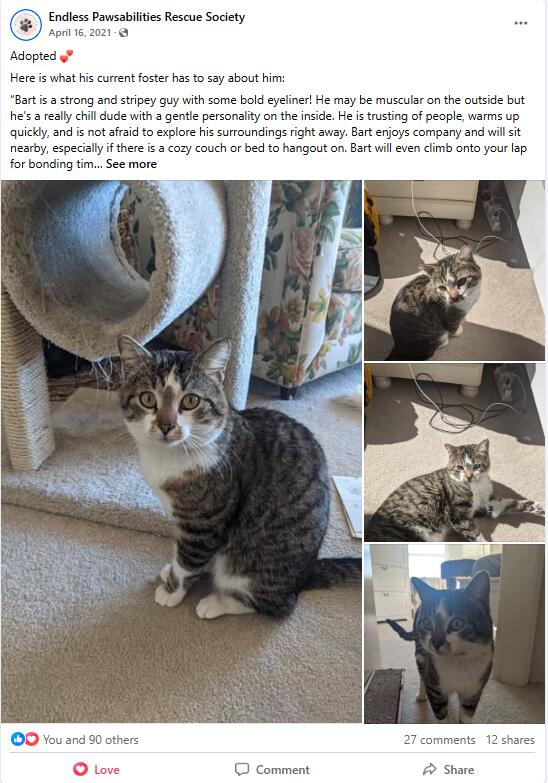 Endless Pawsabilities Rescue Society
April 16, 2021 ·
Adopted 💕
Here is what his current foster has to say about him:
“Bart is a strong and stripey guy with some bold eyeliner! He may be muscular on the outside but
he's a really chill dude with a gentle personality on the inside. He is trusting of people, warms up
quickly, and is not afraid to explore his surroundings right away. Bart enjoys company and will sit
nearby, especially if there is a cozy couch or bed to hangout on. Bart will even climb onto your lap
for bonding tim... See more
You and 90 others
27 comments 12 shares
Love
Comment
Share